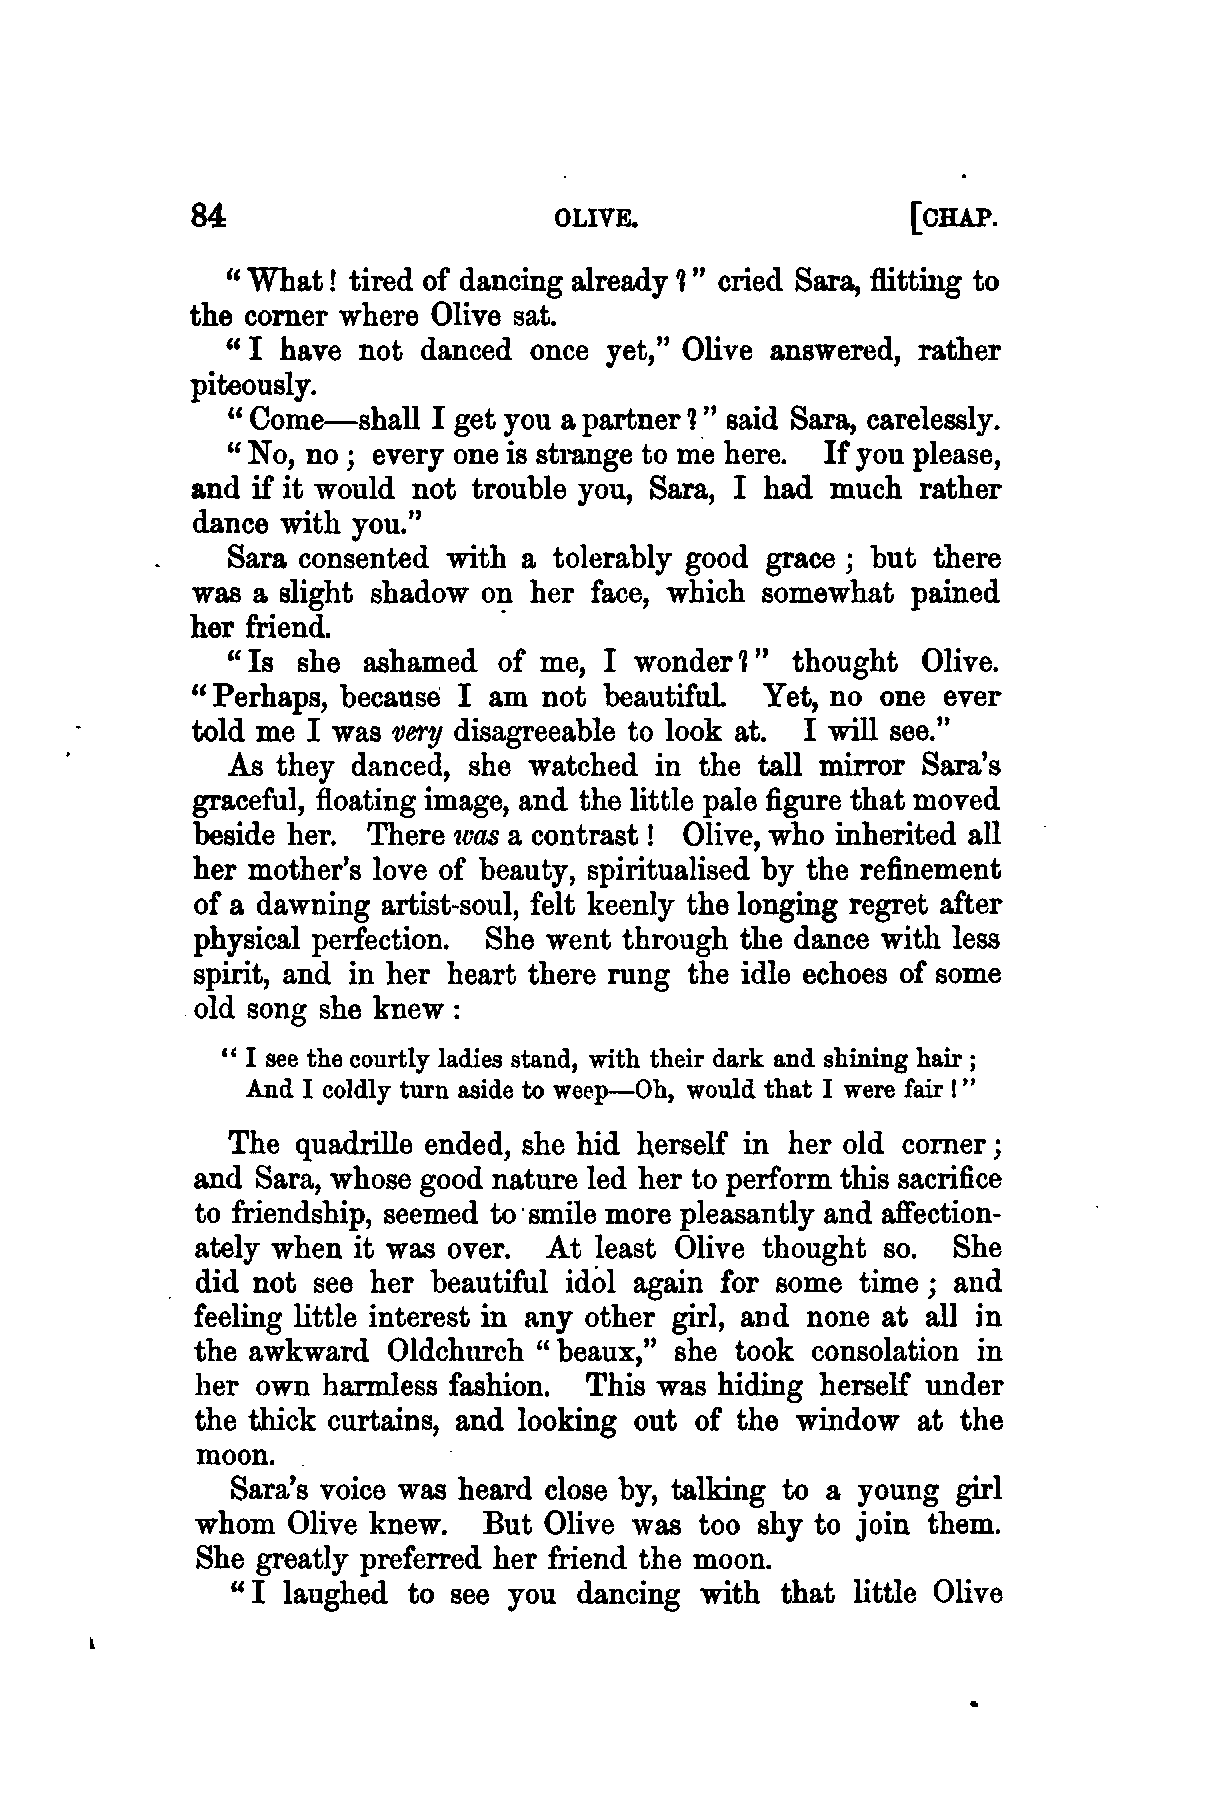 84 OLIVE. [CHAP.
“What! tired of dancing already?” cried Sara, flitting to
the corner where Olive sat.
“I have not danced once yet,” Olive answered, rather
piteously.
“Come—shall I get you a partner?” said Sara, carelessly.
“No, no; every one is strange to me here. If you please,
and if it would not trouble you, Sara, I had much rather
dance with you.”
Sara consented with a tolerably good grace; but there
was a slight shadow on her face, which somewhat pained
her friend.
“Is she ashamed of me, I wonder?” thought Olive.
“Perhaps, because I am not beautiful. Yet, no one ever
told me I was very disagreeable to look at. I will see.”
As they danced, she watched in the tall mirror Sara’s
graceful, floating image, and the little pale figure that moved
beside her. There was a contrast! Olive, who inherited all
her mother’s love of beauty, spiritualised by the refinement
of a dawning artist-soul, felt keenly the longing regret after
physical perfection. She went through the dance with less
spirit, and in her heart there rung the idle echoes of some
old song she knew:
“I see the courtly ladies stand, with their dark and shining hair;
And I coldly turn aside to weep—Oh, would that I were fair!”
The quadrille ended, she hid herself in her old corner;
and Sara, whose good nature led her to perform this sacrifice
to friendship, seemed to smile more pleasantly and affection-
ately when it was over. At least Olive thought so. She
did not see her beautiful idol again for some time; and
feeling little interest in any other girl, and none at all in
the awkward Oldchurch “beaux,” she took consolation in
her own harmless fashion. This was hiding herself under
the thick curtains, and looking out of the window at the
moon.
Sara’s voice was heard close by, talking to a young girl
whom Olive knew. But Olive was too shy to join them.
She greatly preferred her friend the moon.
“I laughed to see you dancing with that little Olive